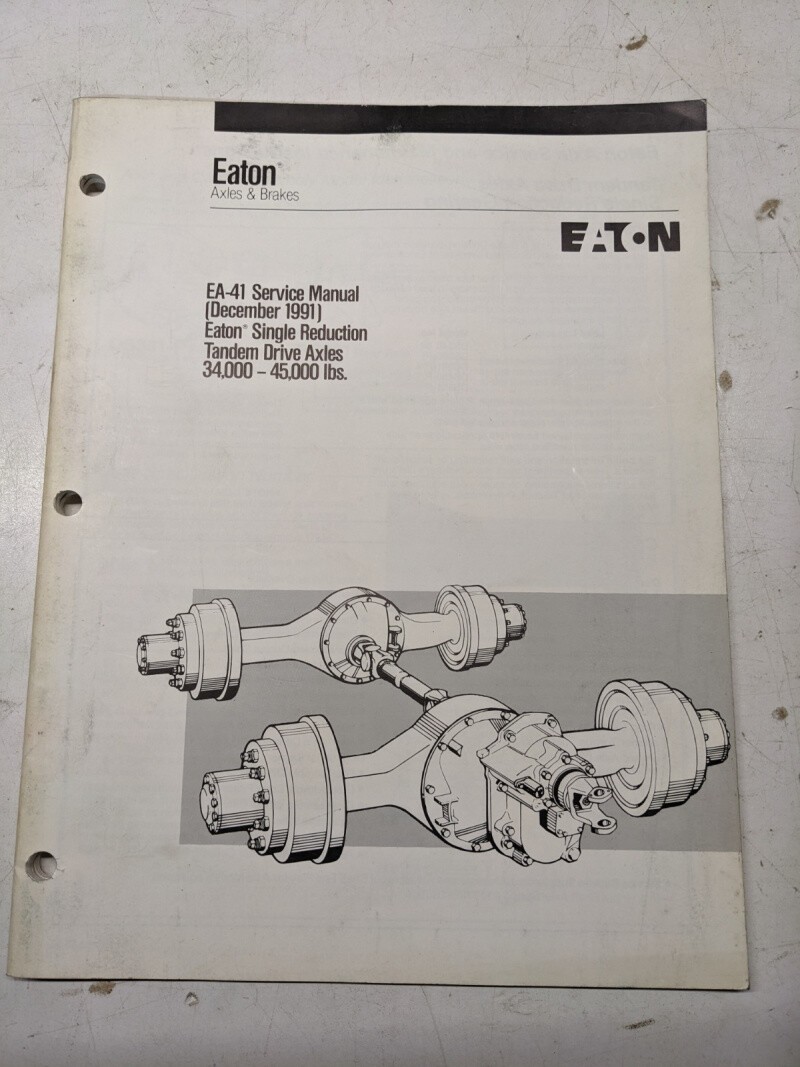 Eaton®
Axles & Brakes
EATON
EA-41 Service Manual
(December 1991)
Eaton® Single Reduction
Tandem Drive Axles
34,000 – 45,000 lbs.